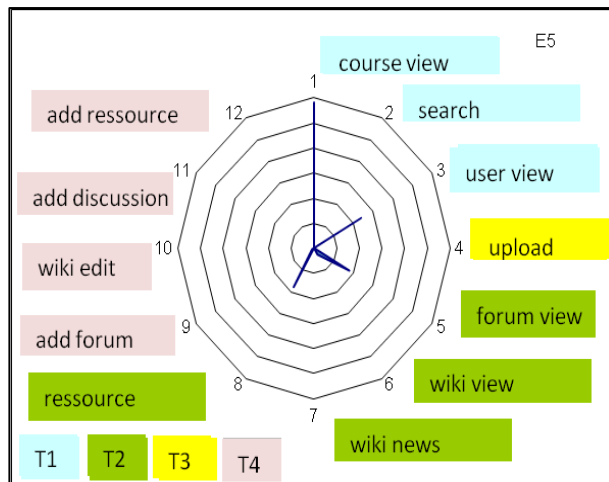 E5
1
course view
2
search
3
user view
4
upload
5
forum view
6
wiki view
7
wiki news
8
ressource
9
add forum
10
wiki edit
11
add discussion
12
add ressource
T1
T2
T3
T4